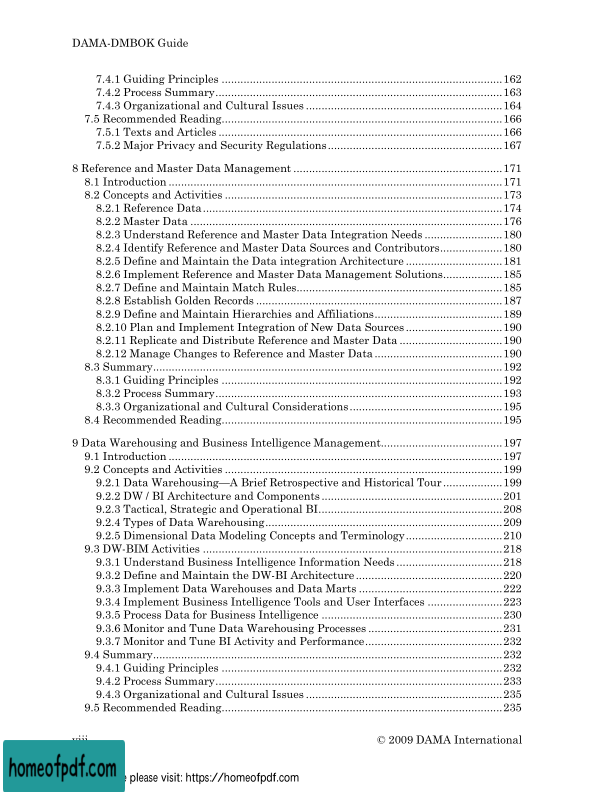 DAMA-DMBOK Guide
7.4.1 Guiding Principles ........................................................................................... 162
7.4.2 Process Summary............................................................................................. 163
7.4.3 Organizational and Cultural Issues ................................................................ 164
7.5 Recommended Reading........................................................................................... 166
7.5.1 Texts and Articles ............................................................................................ 166
7.5.2 Major Privacy and Security Regulations......................................................... 167
8 Reference and Master Data Management .................................................................... 171
8.1 Introduction ............................................................................................................ 171
8.2 Concepts and Activities .......................................................................................... 173
8.2.1 Reference Data................................................................................................. 174
8.2.2 Master Data ..................................................................................................... 176
8.2.3 Understand Reference and Master Data Integration Needs ......................... 180
8.2.4 Identify Reference and Master Data Sources and Contributors.................... 180
8.2.5 Define and Maintain the Data integration Architecture ............................... 181
8.2.6 Implement Reference and Master Data Management Solutions................... 185
8.2.7 Define and Maintain Match Rules................................................................... 185
8.2.8 Establish Golden Records ................................................................................ 187
8.2.9 Define and Maintain Hierarchies and Affiliations.......................................... 189
8.2.10 Plan and Implement Integration of New Data Sources ............................... 190
8.2.11 Replicate and Distribute Reference and Master Data ................................. 190
8.2.12 Manage Changes to Reference and Master Data ......................................... 190
8.3 Summary................................................................................................................. 192
8.3.1 Guiding Principles ........................................................................................... 192
8.3.2 Process Summary............................................................................................. 193
8.3.3 Organizational and Cultural Considerations.................................................. 195
8.4 Recommended Reading........................................................................................... 195
9 Data Warehousing and Business Intelligence Management....................................... 197
9.1 Introduction ............................................................................................................ 197
9.2 Concepts and Activities .......................................................................................... 199
9.2.1 Data Warehousing—A Brief Retrospective and Historical Tour ................... 199
9.2.2 DW / BI Architecture and Components .......................................................... 201
9.2.3 Tactical, Strategic and Operational BI............................................................ 208
9.2.4 Types of Data Warehousing............................................................................. 209
9.2.5 Dimensional Data Modeling Concepts and Terminology ............................... 210
9.3 DW-BIM Activities ................................................................................................. 218
9.3.1 Understand Business Intelligence Information Needs .................................. 218
9.3.2 Define and Maintain the DW-BI Architecture ............................................... 220
9.3.3 Implement Data Warehouses and Data Marts .............................................. 222
9.3.4 Implement Business Intelligence Tools and User Interfaces ........................ 223
9.3.5 Process Data for Business Intelligence .......................................................... 230
9.3.6 Monitor and Tune Data Warehousing Processes ........................................... 231
9.3.7 Monitor and Tune BI Activity and Performance............................................. 232
9.4 Summary................................................................................................................. 232
9.4.1 Guiding Principles ........................................................................................... 232
9.4.2 Process Summary............................................................................................. 233
9.4.3 Organizational and Cultural Issues ................................................................ 235
9.5 Recommended Reading........................................................................................... 235
© 2009 DAMA International
homeofpdf.com
please visit: https://homeofpdf.com